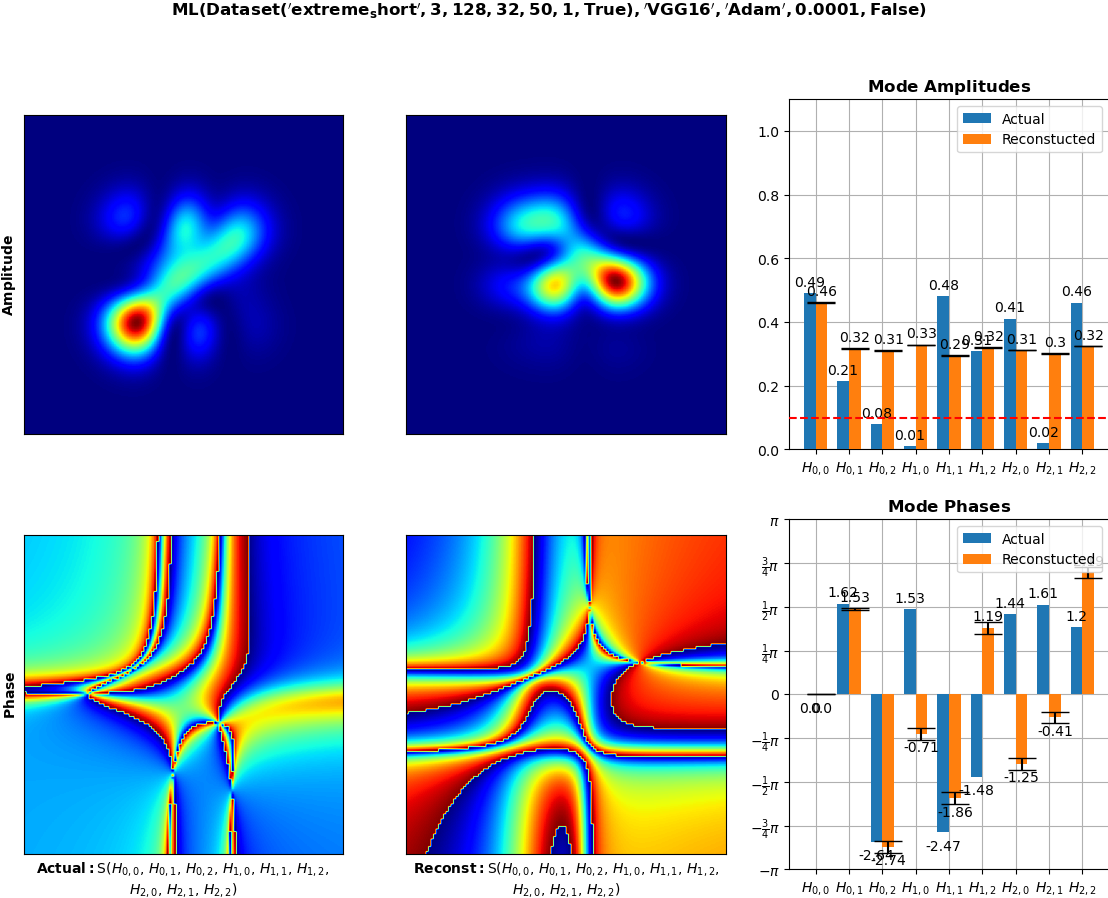 ML(Dataset('extreme_short', 3, 128, 32, 50, 1, True), 'VGG16', 'Adam', 0.0001, False)
Amplitude
Mode Amplitudes
Actual
Reconstucted
1.0
0.8
0.6
0.4
0.2
0.0
0.49
0.46
0.21
0.32
0.08
0.31
0.01
0.33
0.48
0.29
0.31
0.32
0.41
0.31
0.02
0.3
0.46
0.32
H0,0 H0,1 H0,2 H1,0 H1,1 H1,2 H2,0 H2,1 H2,2
Phase
Mode Phases
Actual
Reconstucted
π
3/4π
1/2π
1/4π
0
−1/4π
−1/2π
−3/4π
−π
0.0
0.0
1.62
1.53
-2.64
-2.74
1.53
-0.71
-2.47
-1.86
-1.48
1.19
1.44
-1.25
1.61
-0.41
1.2
H0,0 H0,1 H0,2 H1,0 H1,1 H1,2 H2,0 H2,1 H2,2
Actual: S(H0,0, H0,1, H0,2, H1,0, H1,1, H1,2,
H2,0, H2,1, H2,2)
Reconst: S(H0,0, H0,1, H0,2, H1,0, H1,1, H1,2,
H2,0, H2,1, H2,2)